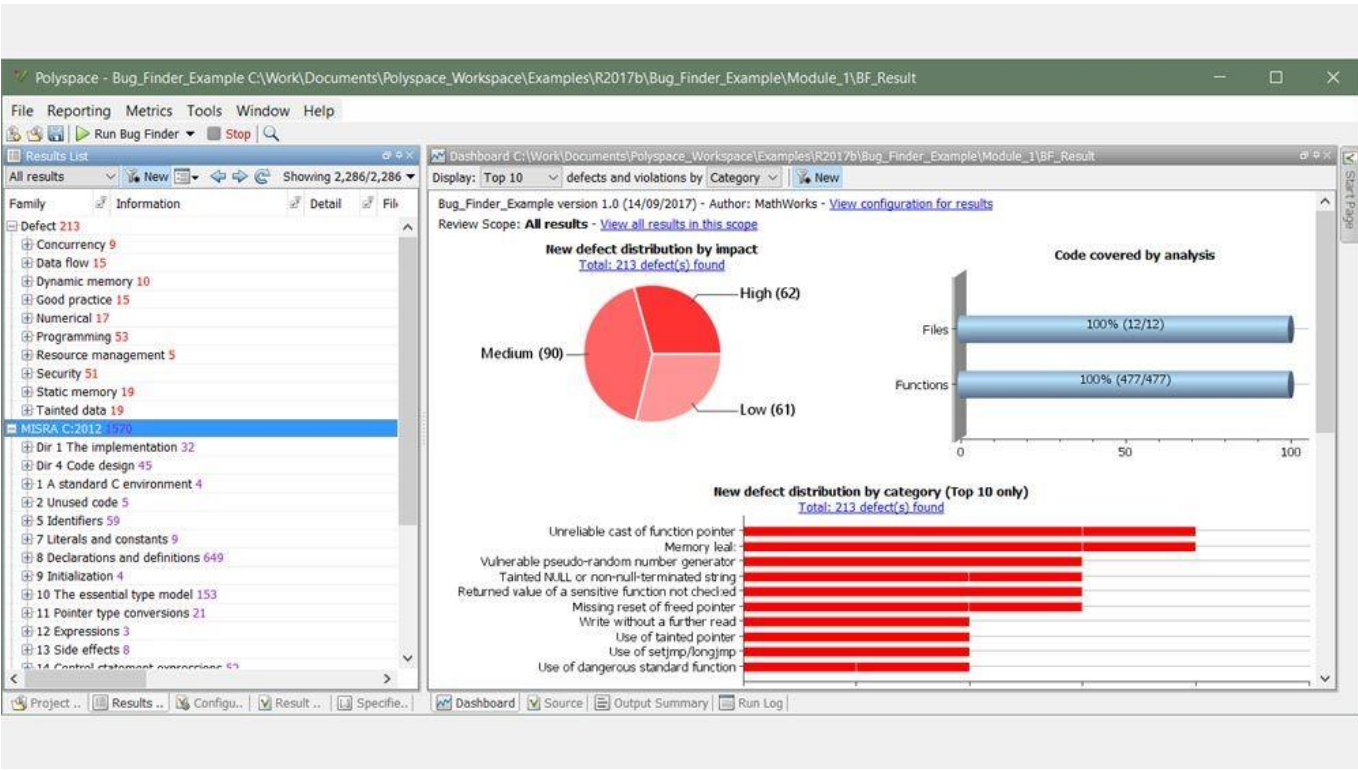 Polyspace - Bug_Finder_Example C:\Work\Documents\Polyspace_Workspace\Examples\R2017b\Bug_Finder_Example\Module_1\BF_Result
File Reporting Metrics Tools Window Help
Run Bug Finder Stop
Results List
All results New Showing 2,286/2,286
Family Information Detail Fil
Defect 213
Concurrency 9
Data flow 15
Dynamic memory 10
Good practice 15
Numerical 17
Programming 53
Resource management 5
Security 51
Static memory 19
Tainted data 19
MISRA C:2012 1570
Dir 1 The implementation 32
Dir 4 Code design 45
1 A standard C environment 4
2 Unused code 5
5 Identifiers 59
7 Literals and constants 9
8 Declarations and definitions 649
9 Initialization 4
10 The essential type model 153
11 Pointer type conversions 21
12 Expressions 3
13 Side effects 8
14 Control statement expressions 52
Project .. Results .. Configu.. Result .. Specifie..
Dashboard C:\Work\Documents\Polyspace_Workspace\Examples\R2017b\Bug_Finder_Example\Module_1\BF_Result
Display: Top 10 defects and violations by Category New
Bug_Finder_Example version 1.0 (14/09/2017) - Author: MathWorks - View configuration for results
Review Scope: All results - View all results in this scope
New defect distribution by impact
Total: 213 defect(s) found
High (62)
Medium (90)
Low (61)
Code covered by analysis
Files 100% (12/12)
Functions 100% (477/477)
0 50 100
New defect distribution by category (Top 10 only)
Total: 213 defect(s) found
Unreliable cast of function pointer
Memory leak
Vulnerable pseudo-random number generator
Tainted NULL or non-null-terminated string
Returned value of a sensitive function not checked
Missing reset of freed pointer
Write without a further read
Use of tainted pointer
Use of setjmp/longjmp
Use of dangerous standard function
Dashboard Source Output Summary Run Log
Start Page